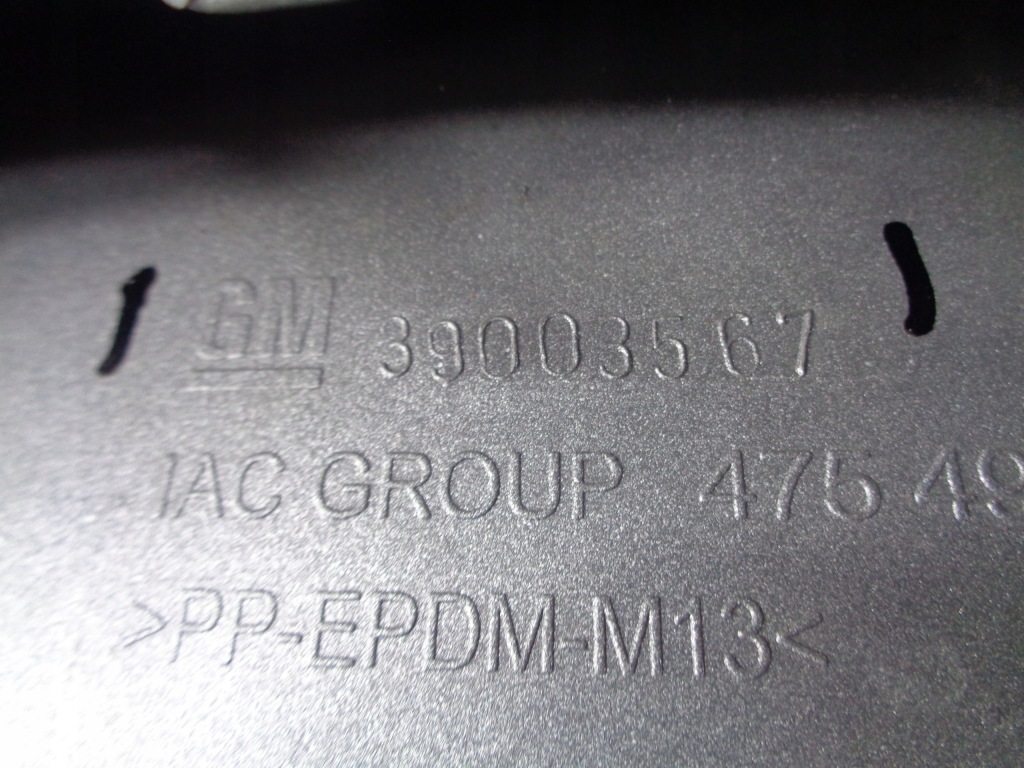 GM 39003567
IAC GROUP 475 49
>PP-EPDM-M13<